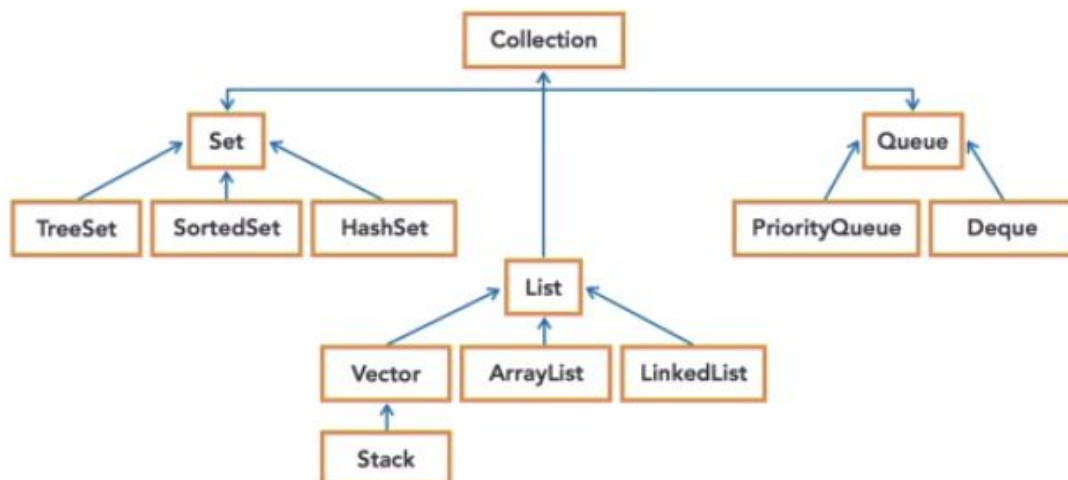 Collection
Set
Queue
TreeSet
SortedSet
HashSet
PriorityQueue
Deque
List
Vector
ArrayList
LinkedList
Stack